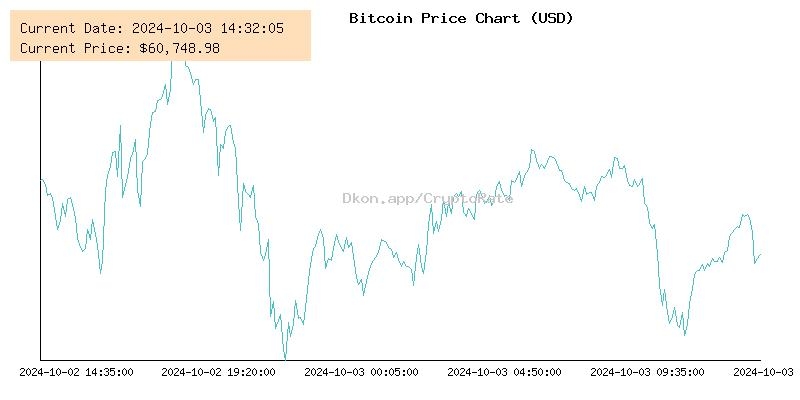 Bitcoin Price Chart (USD)
Current Date: 2024-10-03 14:32:05
Current Price: $60,748.98
Dkon.app/CryptoRate
2024-10-02 14:35:00 2024-10-02 19:20:00 2024-10-03 00:05:00 2024-10-03 04:50:00 2024-10-03 09:35:00 2024-10-03